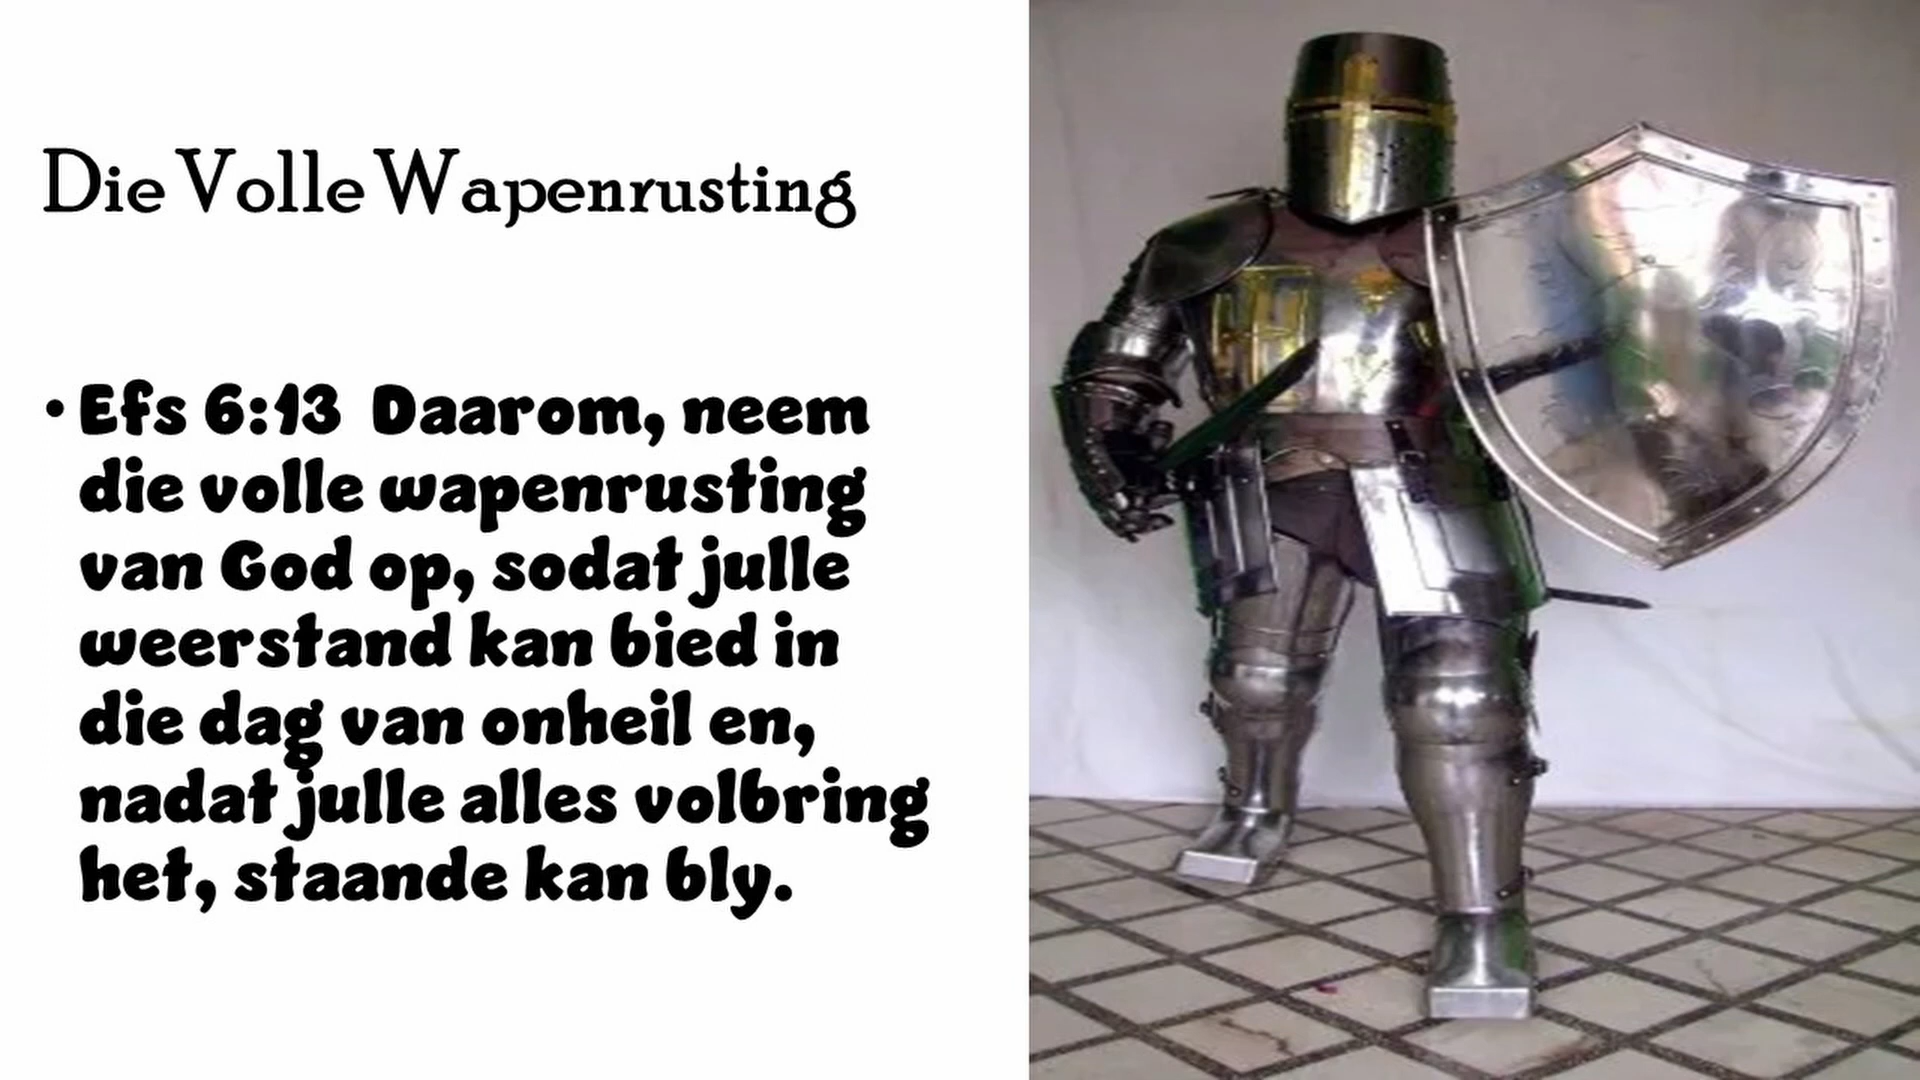 Die Volle Wapenrusting
• Efs 6:13  Daarom, neem
die volle wapenrusting
van God op, sodat julle
weerstand kan bied in
die dag van onheil en,
nadat julle alles volbring
het, staande kan bly.